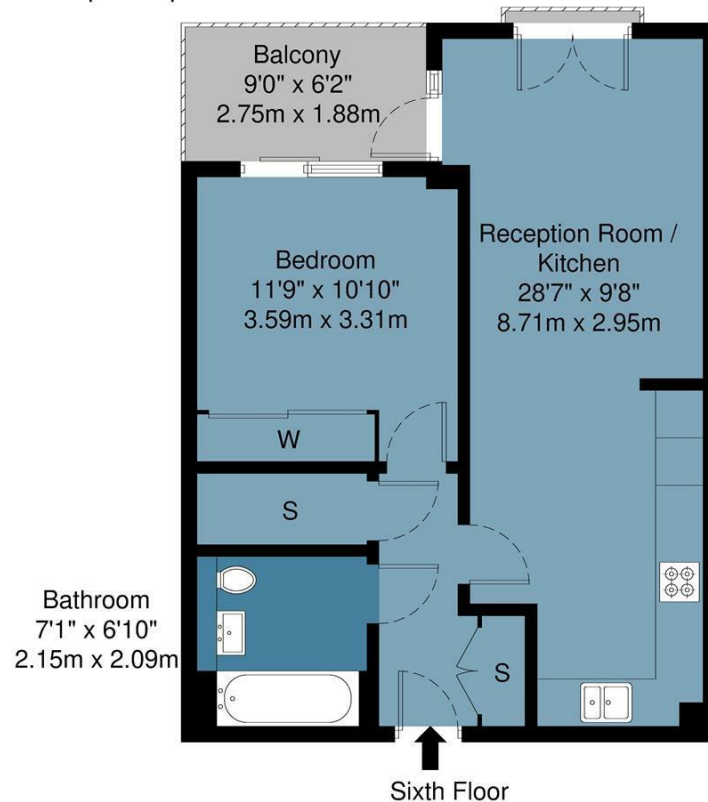 Balcony
9'0" x 6'2"
2.75m x 1.88m
Bedroom
11'9" x 10'10"
3.59m x 3.31m
Reception Room /
Kitchen
28'7" x 9'8"
8.71m x 2.95m
W
S
Bathroom
7'1" x 6'10"
2.15m x 2.09m
S
Sixth Floor